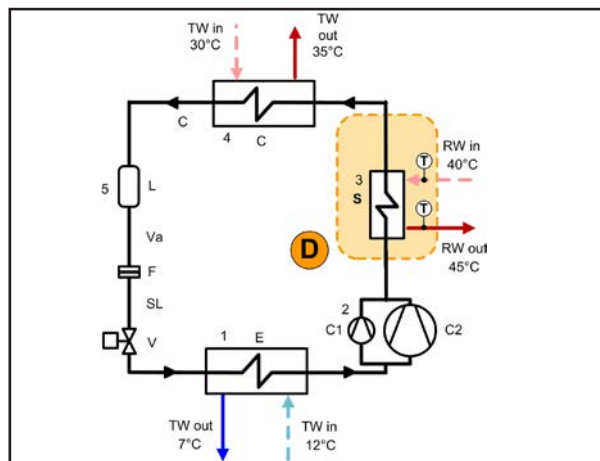 TW in
30°C
TW
out
35°C
C
4
C
RW in
40°C
T
3
S
T
5
L
D
RW out
45°C
Va
F
2
C1
C2
SL
V
1
E
TW out
7°C
TW in
12°C